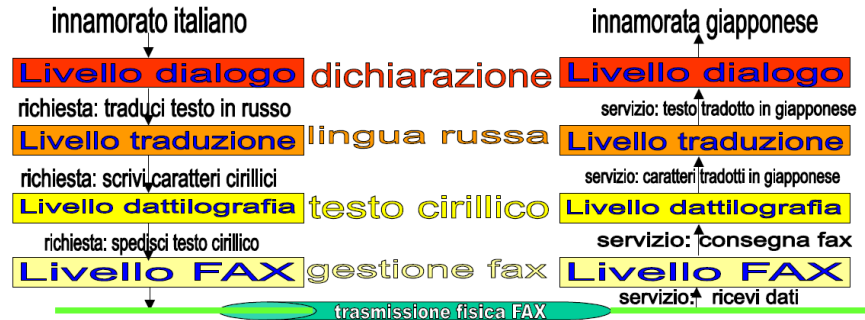 innamorato italiano innamorata giapponese
Livello dialogo dichiarazione Livello dialogo
richiesta: traduci testo in russo servizio: testo tradotto in giapponese
Livello traduzione lingua russa Livello traduzione
richiesta: scrivi caratteri cirillici servizio: caratteri tradotti in giapponese
Livello dattilografia testo cirillico Livello dattilografia
richiesta: spedisci testo cirillico servizio: consegna fax
Livello FAX gestione fax Livello FAX
servizio: ricevi dati
trasmissione fisica FAX